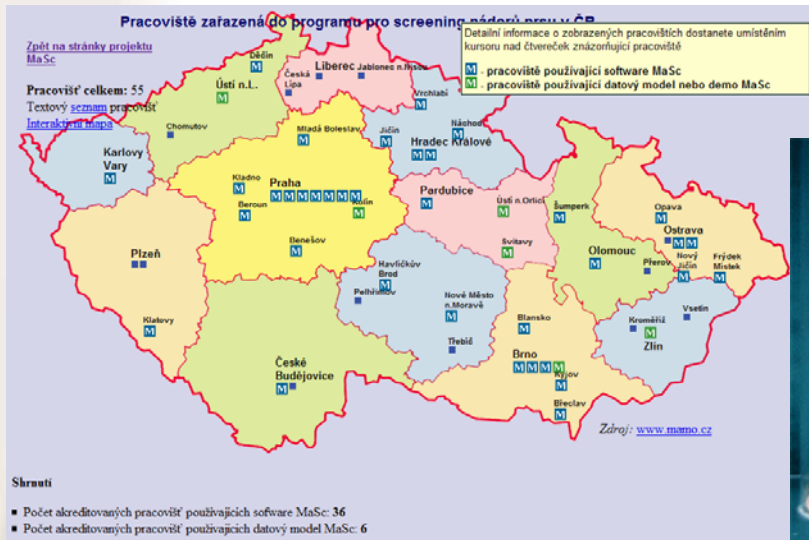 Pracoviště zařazená do programu pro screening nádorů prsu v ČR
Detailní informace o zobrazených pracovištích dostanete umístěním
kursoru nad čtvereček znázorňující pracoviště
M - pracoviště používající software MaSc
M - pracoviště používající datový model nebo demo MaSc
Zpět na stránky projektu
MaSc
Pracovišť celkem: 55
Textový seznam pracovišť
Interaktivní mapa
Děčín
Ústí n.L.
Chomutov
Liberec
Jablonec n.Nisou
Česká
Lípa
Vrchlabí
Náchod
Jičín
Hradec Králové
Mladá Boleslav
Karlovy
Vary
Kladno
Praha
Beroun
Kolín
Benešov
Pardubice
Ústí n.Orlicí
Svitavy
Šumperk
Olomouc
Přerov
Opava
Ostrava
Nový
Jičín
Frýdek
Místek
Plzeň
Klatovy
Havlíčkův
Brod
Pelhřimov
Nové Město
n.Moravě
Třebíč
Blansko
Brno
Kyjov
Břeclav
Kroměříž
Zlín
Vsetín
České
Budějovice
Zdroj: www.mamo.cz
Shrnutí
▪ Počet akreditovaných pracovišť používajících sofware MaSc: 36
▪ Počet akreditovaných pracovišť používajících datový model MaSc: 6